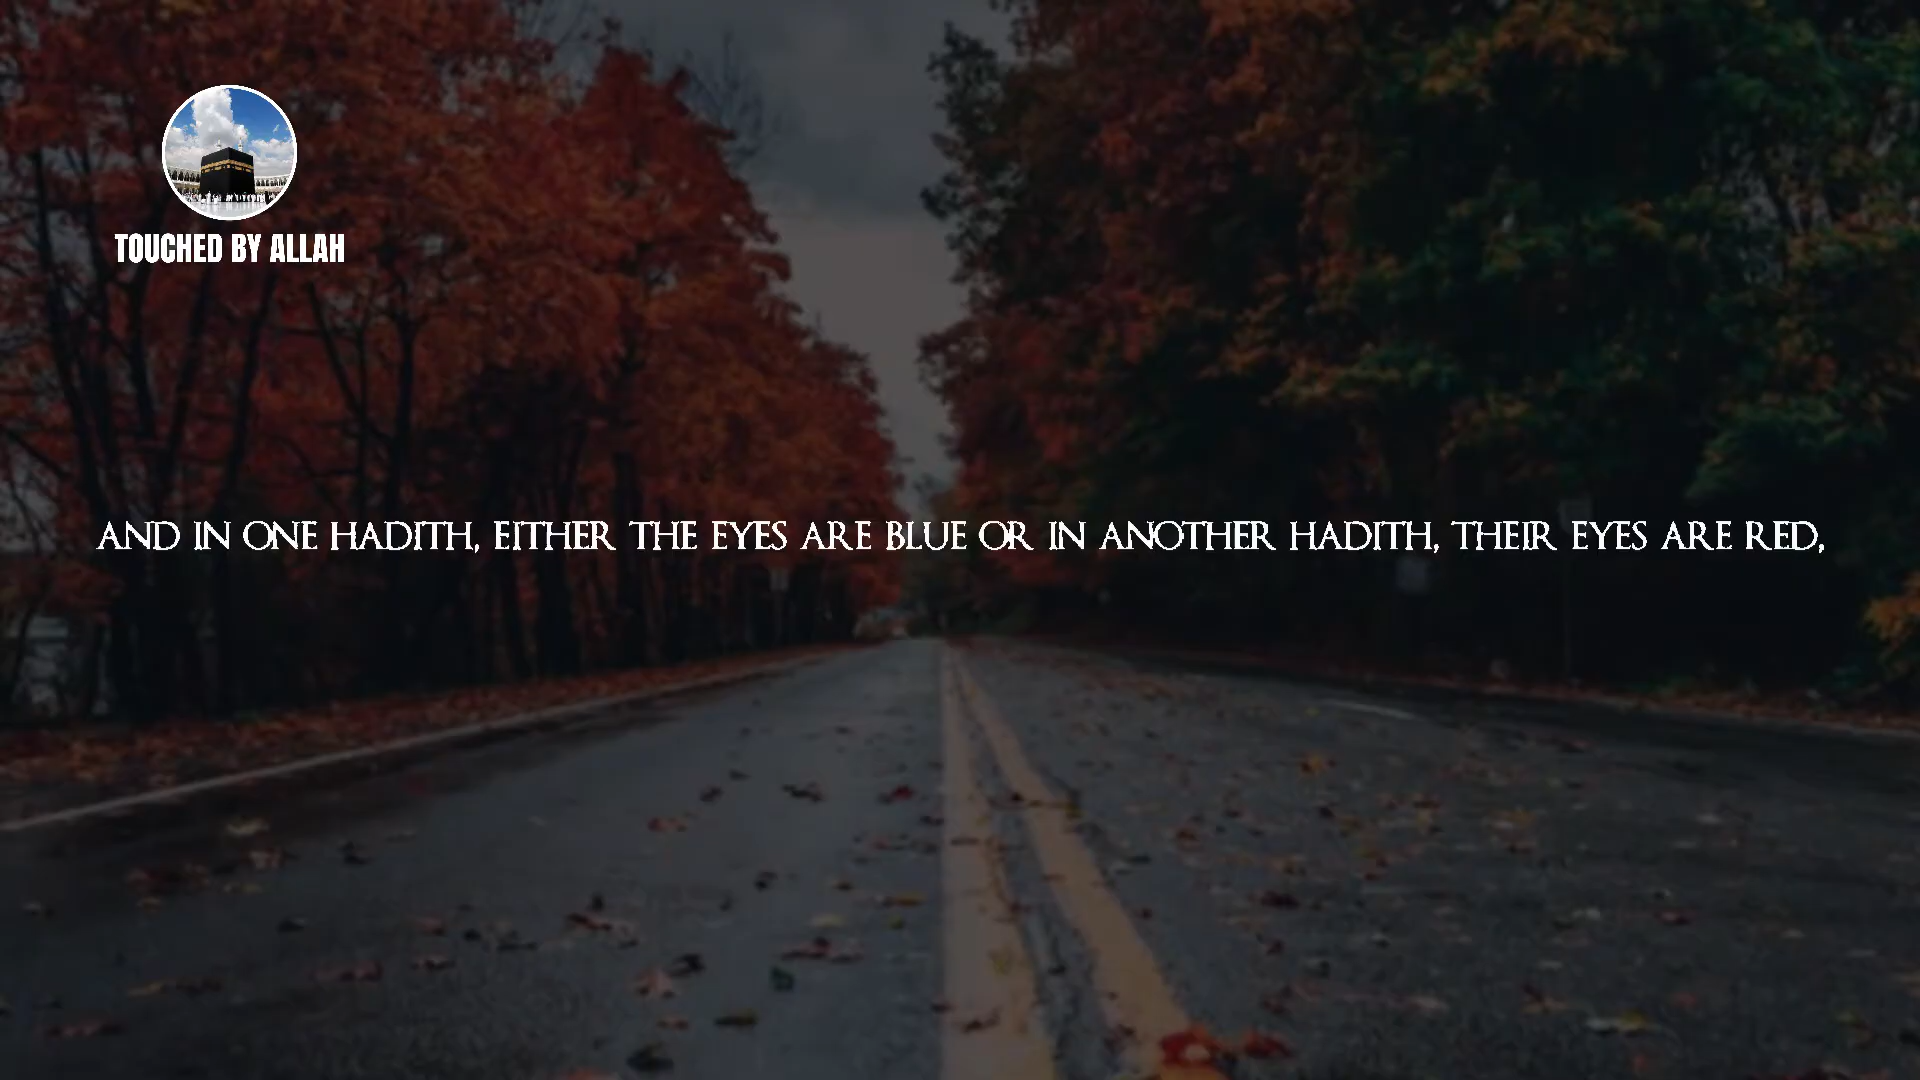 TOUCHED BY ALLAH
AND IN ONE HADITH, EITHER THE EYES ARE BLUE OR IN ANOTHER HADITH, THEIR EYES ARE RED,